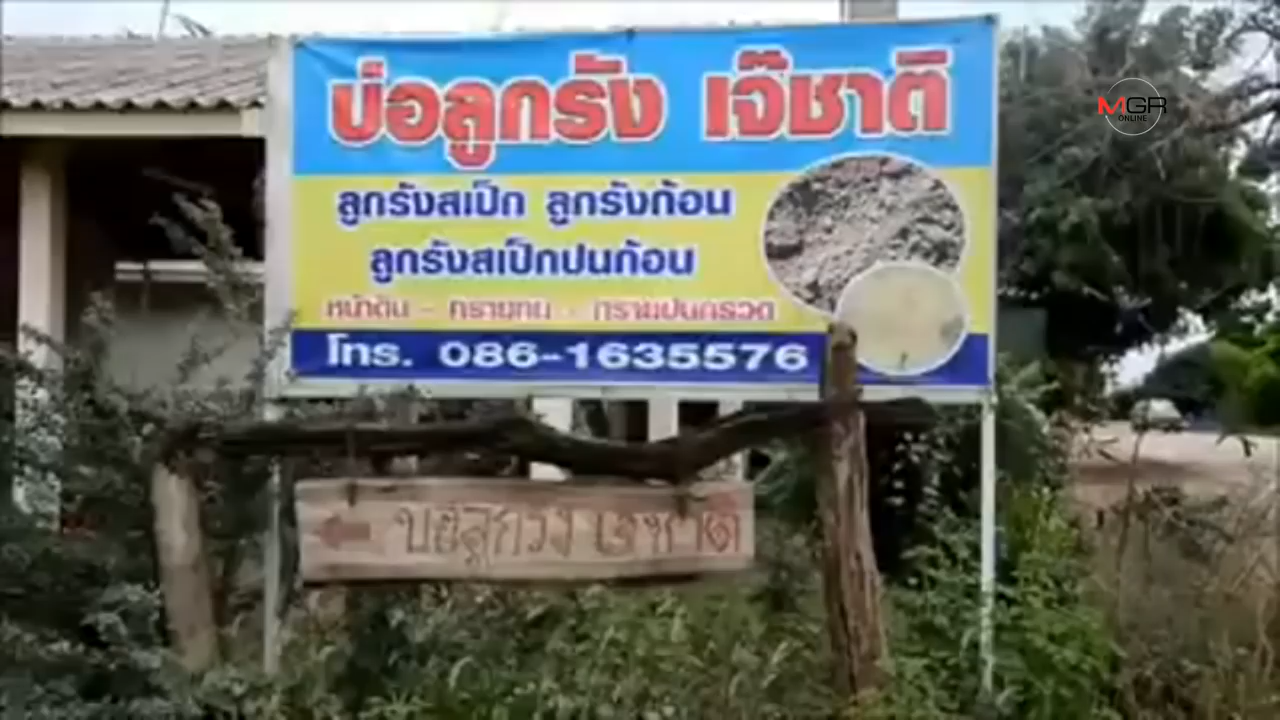 บ่อลูกรัง เจ๊ชาติ
MGR
ONLINE
ลูกรังสเป็ก ลูกรังก้อน
ลูกรังสเป็กปนก้อน
หน้าดิน - ทรายถม - ทรายปนกรวด
โทร. 086-1635576
บ่อลูกรัง เจ๊ชาติ